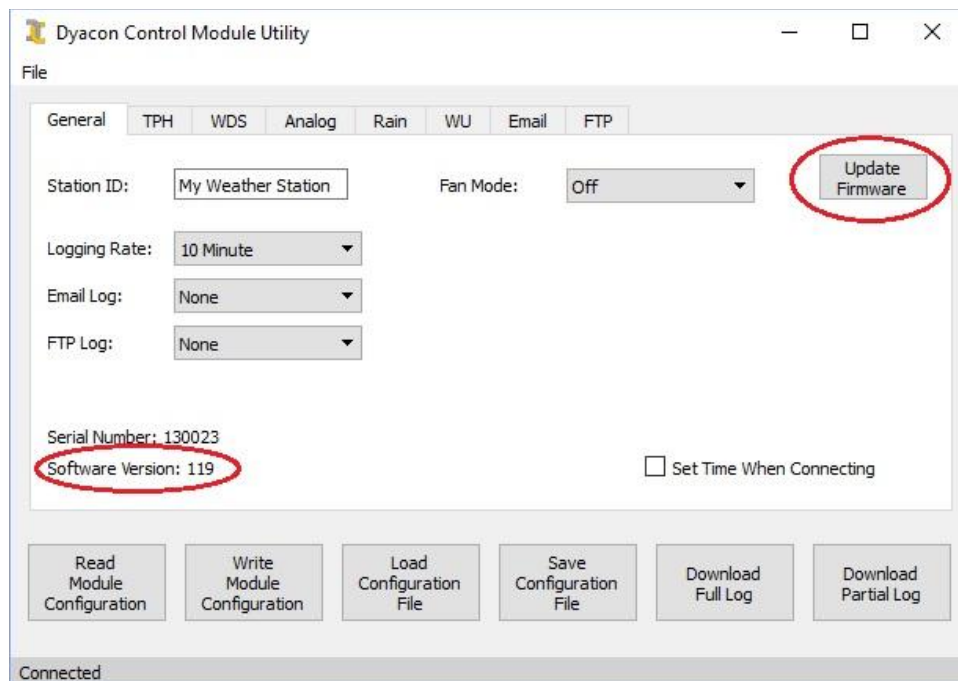 Dyacon Control Module Utility
File
General TPH WDS Analog Rain WU Email FTP
Station ID: My Weather Station Fan Mode: Off Update
Firmware
Logging Rate: 10 Minute
Email Log: None
FTP Log: None
Serial Number: 130023
Software Version: 119 Set Time When Connecting
Read
Module
Configuration
Write
Module
Configuration
Load
Configuration
File
Save
Configuration
File
Download
Full Log
Download
Partial Log
Connected